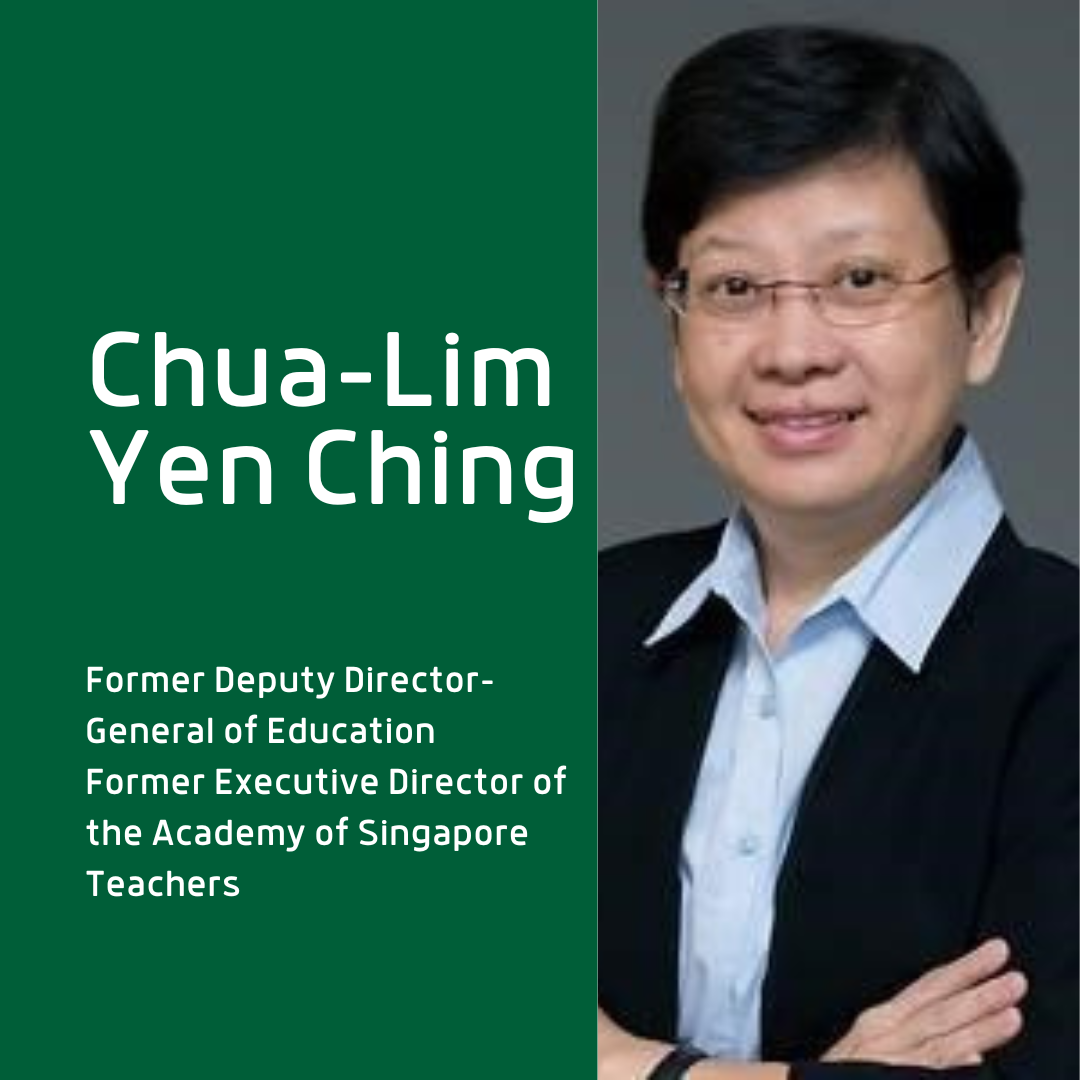 Chua-Lim
Yen Ching
Former Deputy Director-
General of Education
Former Executive Director of
the Academy of Singapore
Teachers